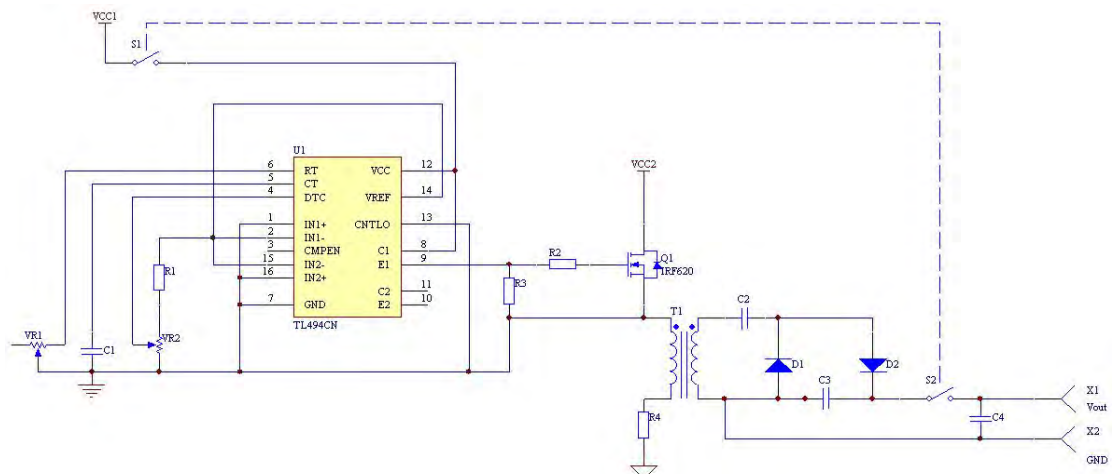 VCC1
S1
U1
6 RT VCC 12
5 CT
4 DTC VREF 14
1 IN1+ CNTLO 13
2 IN1-
3 CMPEN C1 8
15 IN2- E1 9
16 IN2+
C2 11
7 GND E2 10
TL494CN
VR1
C1
R1
VR2
R3
R2
VCC2
Q1
IRF620
T1
R4
C2
D1
D2
C3
S2
C4
X1
Vout
X2
GND